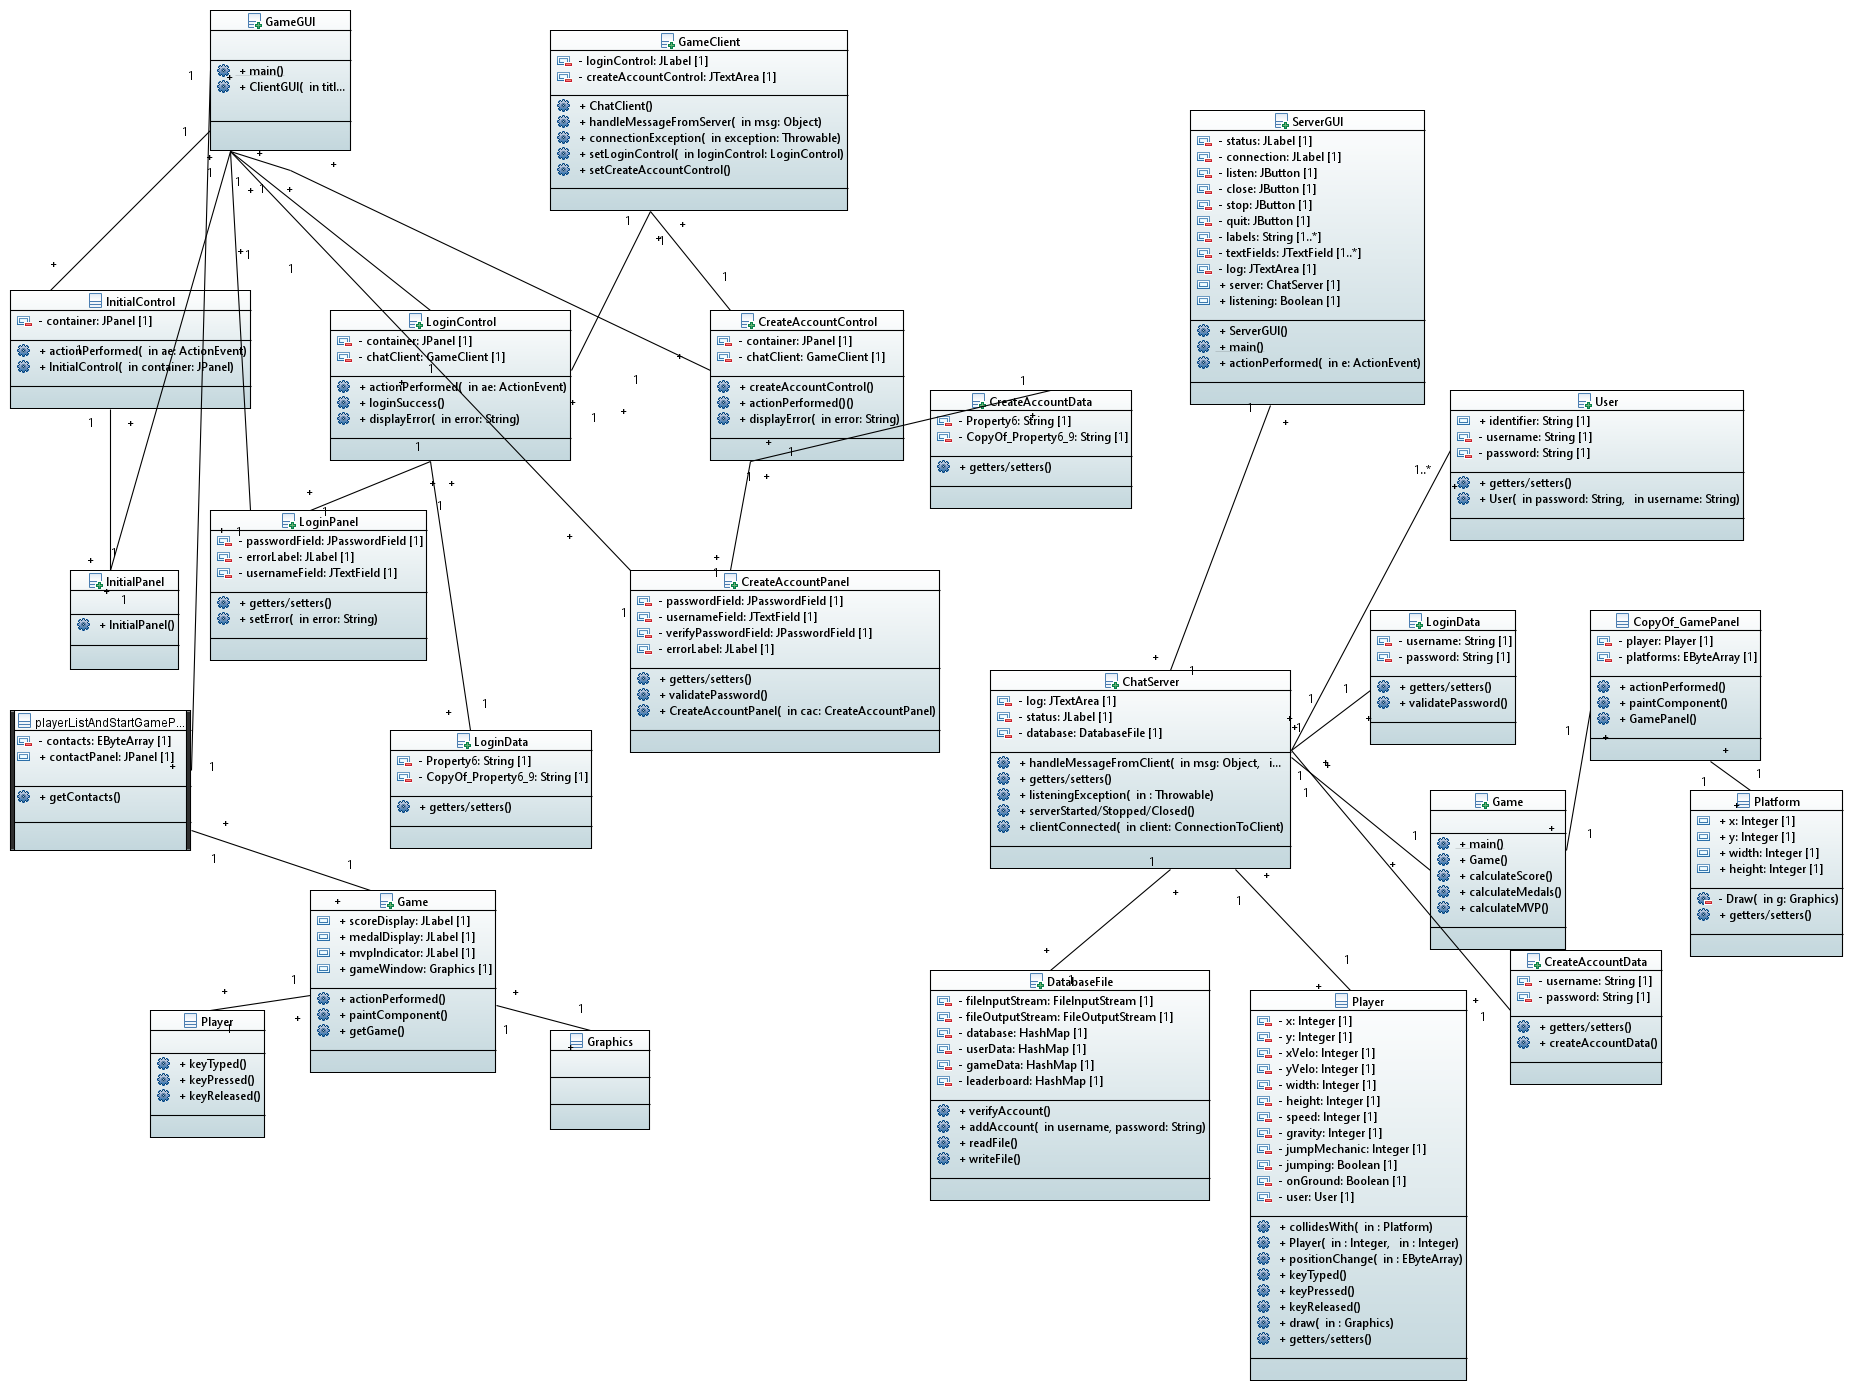 GameGUI
+ main()
+ ClientGUI( in titl...
GameClient
- loginControl: JLabel [1]
- createAccountControl: JTextArea [1]
+ ChatClient()
+ handleMessageFromServer( in msg: Object)
+ connectionException( in exception: Throwable)
+ setLoginControl( in loginControl: LoginControl)
+ setCreateAccountControl()
ServerGUI
- status: JLabel [1]
- connection: JLabel [1]
- listen: JButton [1]
- close: JButton [1]
- stop: JButton [1]
- quit: JButton [1]
- labels: String [1..*]
- textFields: JTextField [1..*]
- log: JTextArea [1]
+ server: ChatServer [1]
+ listening: Boolean [1]
+ ServerGUI()
+ main()
+ actionPerformed( in e: ActionEvent)
InitialControl
- container: JPanel [1]
+ actionPerformed( in ae: ActionEvent)
+ InitialControl( in container: JPanel)
LoginControl
- container: JPanel [1]
- chatClient: GameClient [1]
+ actionPerformed( in ae: ActionEvent)
+ loginSuccess()
+ displayError( in error: String)
CreateAccountControl
- container: JPanel [1]
- chatClient: GameClient [1]
+ createAccountControl()
+ actionPerformed()()
+ displayError( in error: String)
CreateAccountData
- Property6: String [1]
- CopyOf_Property6_9: String [1]
+ getters/setters()
User
+ identifier: String [1]
- username: String [1]
- password: String [1]
+ getters/setters()
+ User( in password: String, in username: String)
1..*
LoginPanel
- passwordField: JPasswordField [1]
- errorLabel: JLabel [1]
- usernameField: JTextField [1]
+ getters/setters()
+ setError( in error: String)
InitialPanel
+ InitialPanel()
CreateAccountPanel
- passwordField: JPasswordField [1]
- usernameField: JTextField [1]
- verifyPasswordField: JPasswordField [1]
- errorLabel: JLabel [1]
+ getters/setters()
+ validatePassword()
+ CreateAccountPanel( in cac: CreateAccountPanel)
LoginData
- username: String [1]
- password: String [1]
+ getters/setters()
+ validatePassword()
CopyOf_GamePanel
- player: Player [1]
- platforms: EByteArray [1]
+ actionPerformed()
+ paintComponent()
+ GamePanel()
ChatServer
- log: JTextArea [1]
- status: JLabel [1]
- database: DatabaseFile [1]
+ handleMessageFromClient( in msg: Object, i...
+ getters/setters()
+ listeningException( in : Throwable)
+ serverStarted/Stopped/Closed()
+ clientConnected( in client: ConnectionToClient)
playerListAndStartGameP...
- contacts: EByteArray [1]
+ contactPanel: JPanel [1]
+ getContacts()
LoginData
- Property6: String [1]
- CopyOf_Property6_9: String [1]
+ getters/setters()
Game
+ main()
+ Game()
+ calculateScore()
+ calculateMedals()
+ calculateMVP()
Platform
+ x: Integer [1]
+ y: Integer [1]
+ width: Integer [1]
+ height: Integer [1]
- Draw( in g: Graphics)
+ getters/setters()
Game
+ scoreDisplay: JLabel [1]
+ medalDisplay: JLabel [1]
+ mvpIndicator: JLabel [1]
+ gameWindow: Graphics [1]
+ actionPerformed()
+ paintComponent()
+ getGame()
CreateAccountData
- username: String [1]
- password: String [1]
+ getters/setters()
+ createAccountData()
Player
+ keyTyped()
+ keyPressed()
+ keyReleased()
Graphics
DatabaseFile
- fileInputStream: FileInputStream [1]
- fileOutputStream: FileOutputStream [1]
- database: HashMap [1]
- userData: HashMap [1]
- gameData: HashMap [1]
- leaderboard: HashMap [1]
+ verifyAccount()
+ addAccount( in username, password: String)
+ readFile()
+ writeFile()
Player
- x: Integer [1]
- y: Integer [1]
- xVelo: Integer [1]
- yVelo: Integer [1]
- width: Integer [1]
- height: Integer [1]
- speed: Integer [1]
- gravity: Integer [1]
- jumpMechanic: Integer [1]
- jumping: Boolean [1]
- onGround: Boolean [1]
- user: User [1]
+ collidesWith( in : Platform)
+ Player( in : Integer, in : Integer)
+ positionChange( in : EByteArray)
+ keyTyped()
+ keyPressed()
+ keyReleased()
+ draw( in : Graphics)
+ getters/setters()